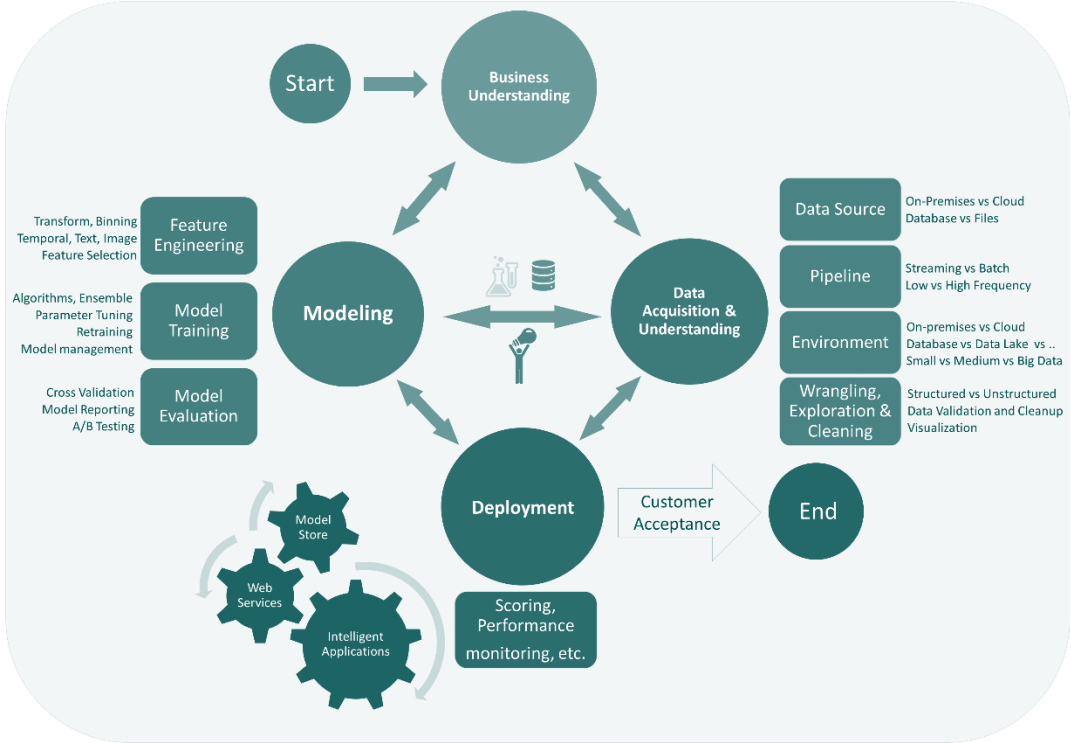 Start
Business
Understanding
Transform, Binning
Temporal, Text, Image
Feature Selection
Feature
Engineering
Algorithms, Ensemble
Parameter Tuning
Retraining
Model management
Model
Training
Cross Validation
Model Reporting
A/B Testing
Model
Evaluation
Modeling
Data
Acquisition &
Understanding
Data Source
On-Premises vs Cloud
Database vs Files
Pipeline
Streaming vs Batch
Low vs High Frequency
Environment
On-premises vs Cloud
Database vs Data Lake vs ..
Small vs Medium vs Big Data
Wrangling,
Exploration &
Cleaning
Structured vs Unstructured
Data Validation and Cleanup
Visualization
Deployment
Customer
Acceptance
End
Model
Store
Web
Services
Intelligent
Applications
Scoring,
Performance
monitoring, etc.